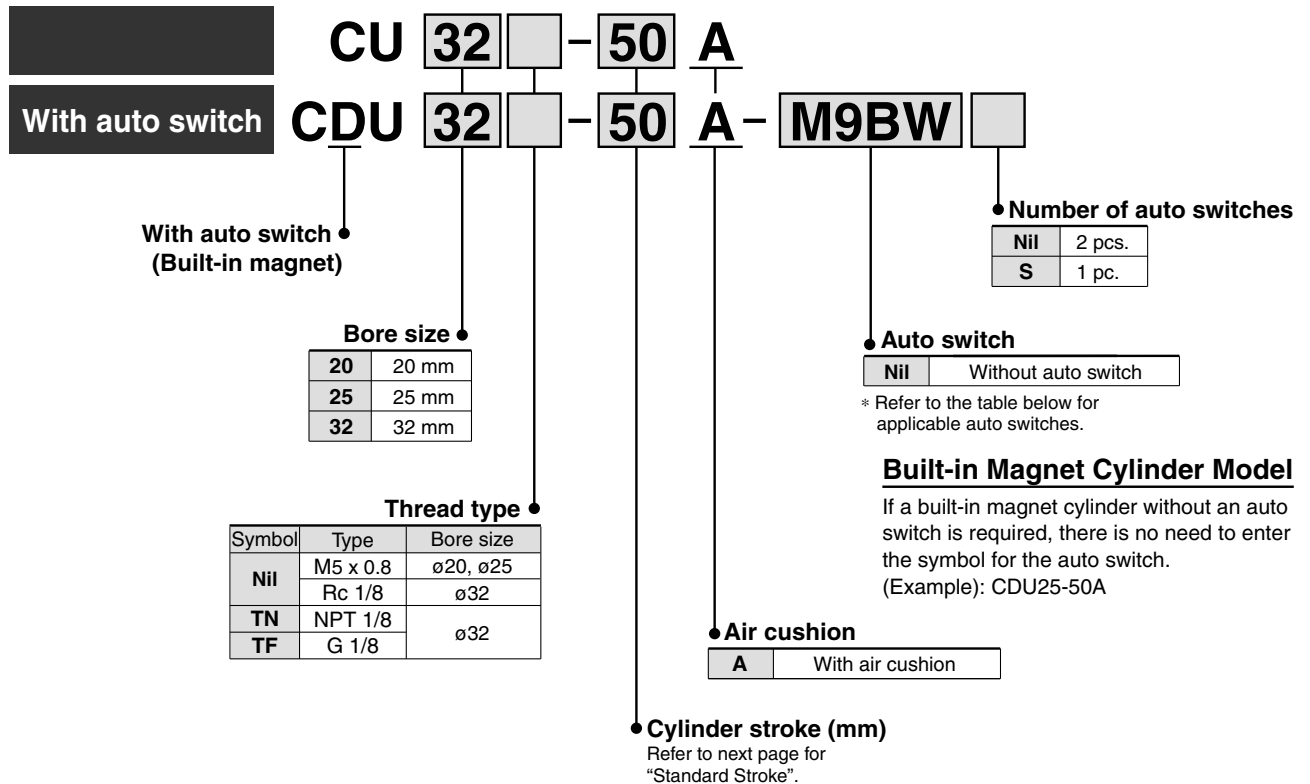 CU 32 – 50 A
With auto switch CDU 32 – 50 A – M9BW
With auto switch
(Built-in magnet)
Number of auto switches
Nil 2 pcs.
S 1 pc.
Bore size
20 20 mm
25 25 mm
32 32 mm
Auto switch
Nil Without auto switch
* Refer to the table below for
applicable auto switches.
Built-in Magnet Cylinder Model
If a built-in magnet cylinder without an auto
switch is required, there is no need to enter
the symbol for the auto switch.
(Example): CDU25-50A
Thread type
Symbol Type Bore size
Nil M5 x 0.8 ø20, ø25
Rc 1/8 ø32
TN NPT 1/8 ø32
TF G 1/8
Air cushion
A With air cushion
Cylinder stroke (mm)
Refer to next page for
“Standard Stroke”.